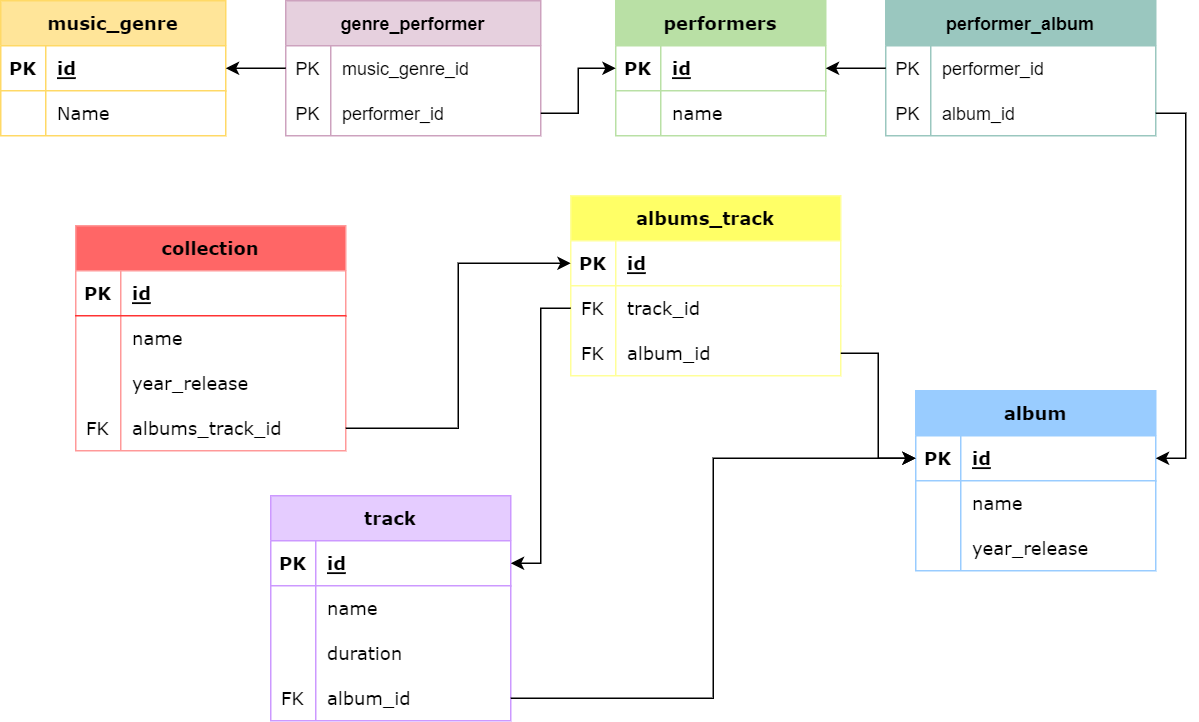 music_genre
PK id
Name
genre_performer
PK music_genre_id
PK performer_id
performers
PK id
name
performer_album
PK performer_id
PK album_id
collection
PK id
name
year_release
FK albums_track_id
albums_track
PK id
FK track_id
FK album_id
album
PK id
name
year_release
track
PK id
name
duration
FK album_id